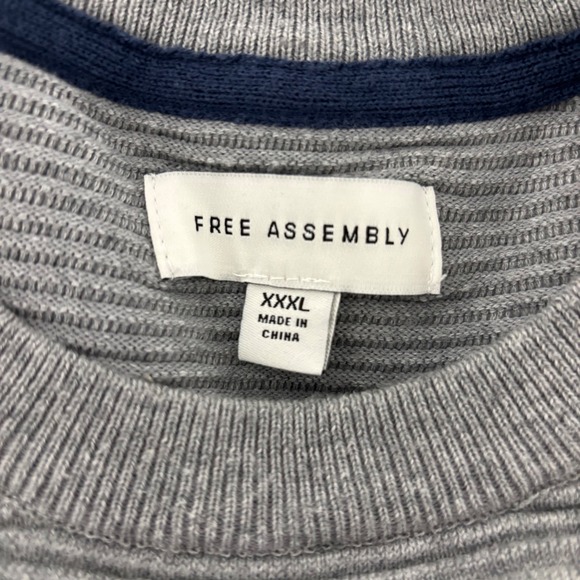 FREE ASSEMBLY
XXXL
MADE IN
CHINA